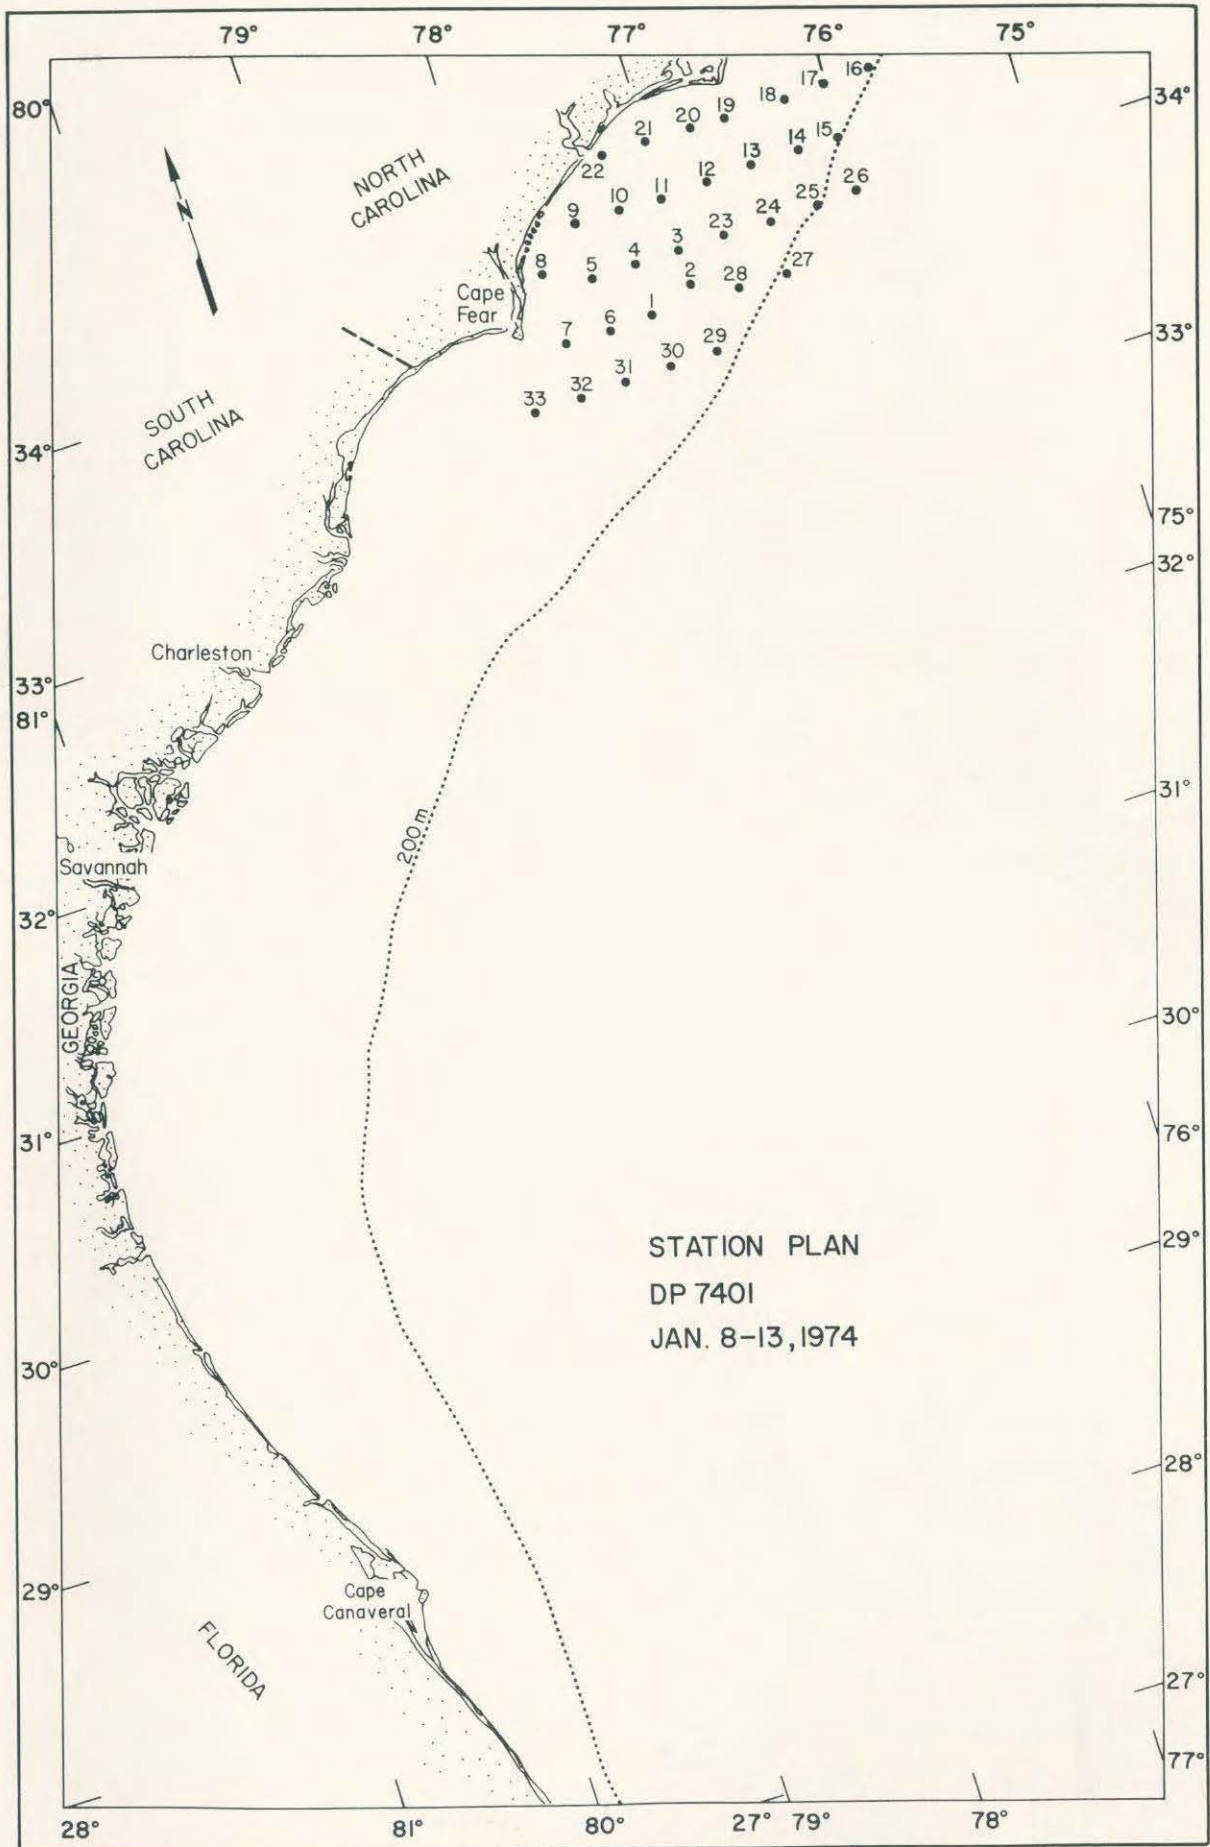 79° 78° 77° 76° 75°
80°
34°
16
17
18
19
20
21
22
15
14
13
12
11
10
9
26
25
24
23
3
4
5
8
27
28
2
1
6
7
29
30
31
32
33
N
NORTH
CAROLINA
Cape
Fear
33°
SOUTH
CAROLINA
34°
75°
32°
Charleston
33°
81°
31°
200m
Savannah
32°
GEORGIA
30°
31°
76°
STATION PLAN
DP 7401
JAN. 8-13, 1974
29°
30°
28°
29°
Cape
Canaveral
FLORIDA
27°
77°
28° 81° 80° 27° 79° 78°